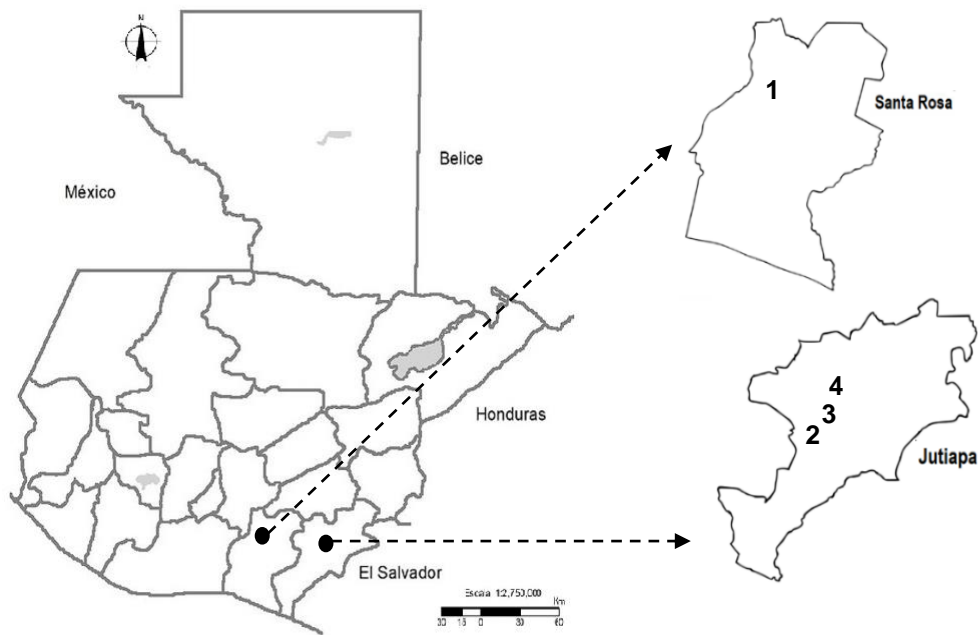 N
México
Belice
Honduras
El Salvador
Escala 1:2,750,000
Km
30 15 0 30 60
1
Santa Rosa
4
3
2
Jutiapa